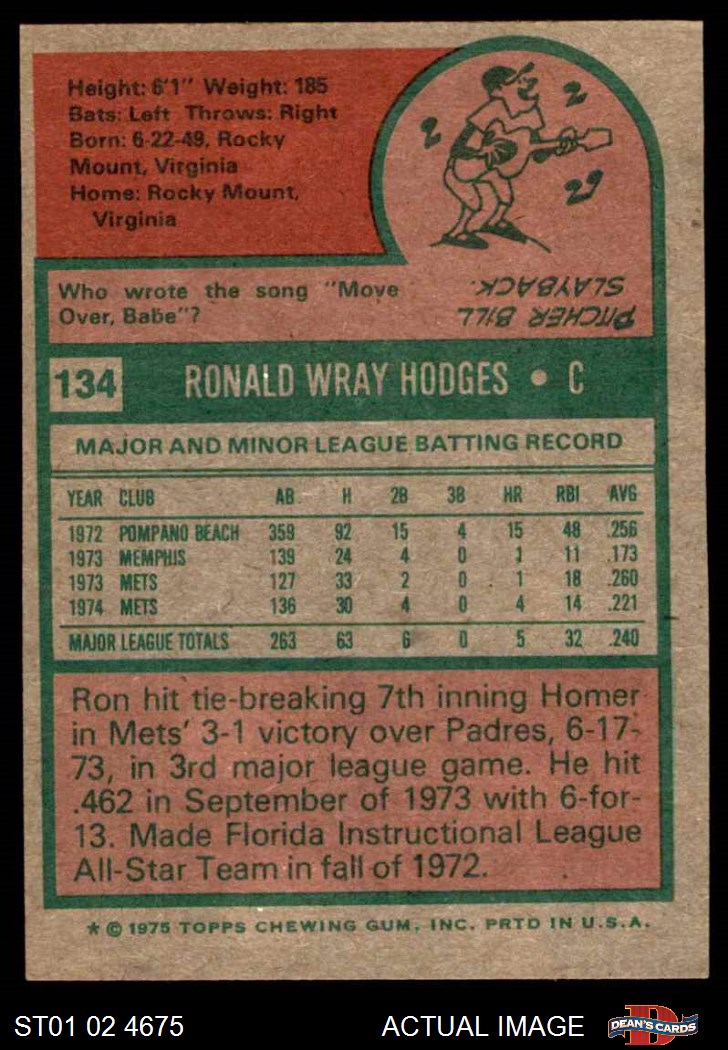 Height: 6'1" Weight: 185
Bats: Left Throws: Right
Born: 6-22-49, Rocky
Mount, Virginia
Home: Rocky Mount,
Virginia
Who wrote the song "Move
Over, Babe"?
PITCHER BILL
SLAYBACK.
134 RONALD WRAY HODGES • C
MAJOR AND MINOR LEAGUE BATTING RECORD
YEAR CLUB AB H 2B 3B HR RBI AVG
1972 POMPANO BEACH 359 92 15 4 15 48 .256
1973 MEMPHIS 139 24 4 0 1 11 .173
1973 METS 127 33 2 0 1 18 .260
1974 METS 136 30 4 0 4 14 .221
MAJOR LEAGUE TOTALS 263 63 6 0 5 32 .240
Ron hit tie-breaking 7th inning Homer
in Mets' 3-1 victory over Padres, 6-17-
73, in 3rd major league game. He hit
.462 in September of 1973 with 6-for-
13. Made Florida Instructional League
All-Star Team in fall of 1972.
* © 1975 TOPPS CHEWING GUM, INC. PRTD IN U.S.A.
ST01 02 4675 ACTUAL IMAGE D DEAN'S CARDS